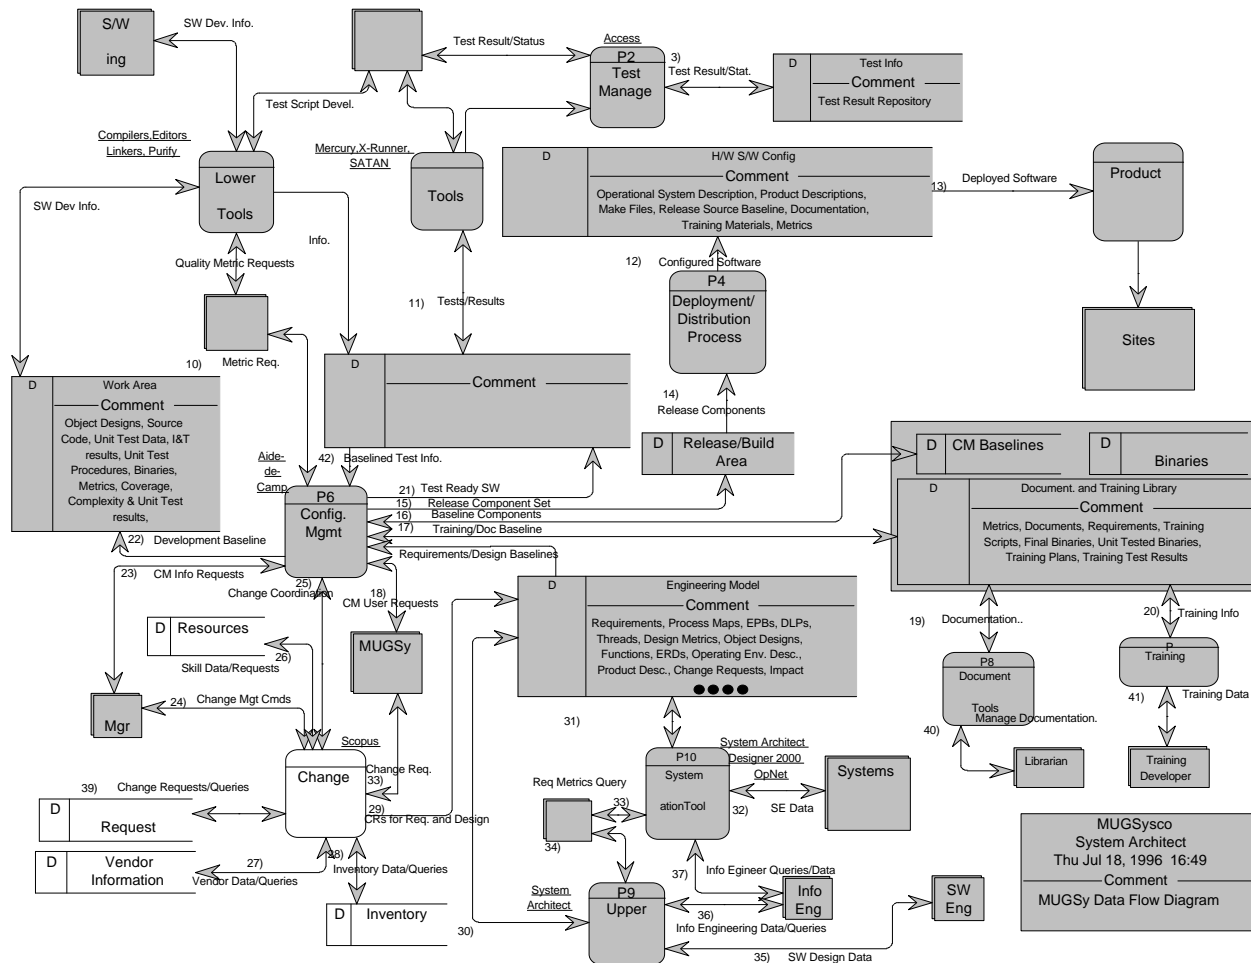 S/W
ing
SW Dev. Info.
Test Result/Status
Access
P2
Test
Manage
3)
Test Result/Stat.
D
Test Info
Comment
Test Result Repository
Test Script Devel.
Compilers,Editors
Linkers, Purify
Mercury,X-Runner,
SATAN
Lower
Tools
Tools
SW Dev Info.
Info.
D
H/W S/W Config
Comment
Operational System Description, Product Descriptions,
Make Files, Release Source Baseline, Documentation,
Training Materials, Metrics
13)
Deployed Software
Product
Sites
Quality Metric Requests
12)
Configured Software
P4
Deployment/
Distribution
Process
11)
Tests/Results
10)
Metric Req.
D
Comment
14)
Release Components
D
Release/Build
Area
D
Work Area
Comment
Object Designs, Source
Code, Unit Test Data, I&T
results, Unit Test
Procedures, Binaries,
Metrics, Coverage,
Complexity & Unit Test
results,
Aide-
de-
Camp
42)
Baselined Test Info.
P6
Config.
Mgmt
21)
Test Ready SW
15)
Release Component Set
16)
Baseline Components
17)
Training/Doc Baseline
Requirements/Design Baselines
D
CM Baselines
D
Binaries
D
Document. and Training Library
Comment
Metrics, Documents, Requirements, Training
Scripts, Final Binaries, Unit Tested Binaries,
Training Plans, Training Test Results
22)
Development Baseline
23)
CM Info Requests
25)
Change Coordination
18)
CM User Requests
D
Resources
26)
Skill Data/Requests
MUGSy
D
Engineering Model
Comment
Requirements, Process Maps, EPBs, DLPs,
Threads, Design Metrics, Object Designs,
Functions, ERDs, Operating Env. Desc.,
Product Desc., Change Requests, Impact
19)
Documentation..
20)
Training Info
P8
Document
Tools
Manage Documentation.
P
Training
41)
Training Data
40)
Librarian
Training
Developer
Mgr
24)
Change Mgt Cmds
Scopus
Change
Change Req.
33)
29)
CRs for Req. and Design
31)
P10
System
ationTool
System Architect
Designer 2000
OpNet
32)
SE Data
Systems
39)
Change Requests/Queries
D
Request
D
Vendor
Information
27)
Vendor Data/Queries
28)
Inventory Data/Queries
D
Inventory
Req Metrics Query
33)
34)
37)
Info Egineer Queries/Data
System
Architect
P9
Upper
30)
Info
Eng
36)
Info Engineering Data/Queries
35)
SW Design Data
SW
Eng
MUGSysco
System Architect
Thu Jul 18, 1996 16:49
Comment
MUGSy Data Flow Diagram